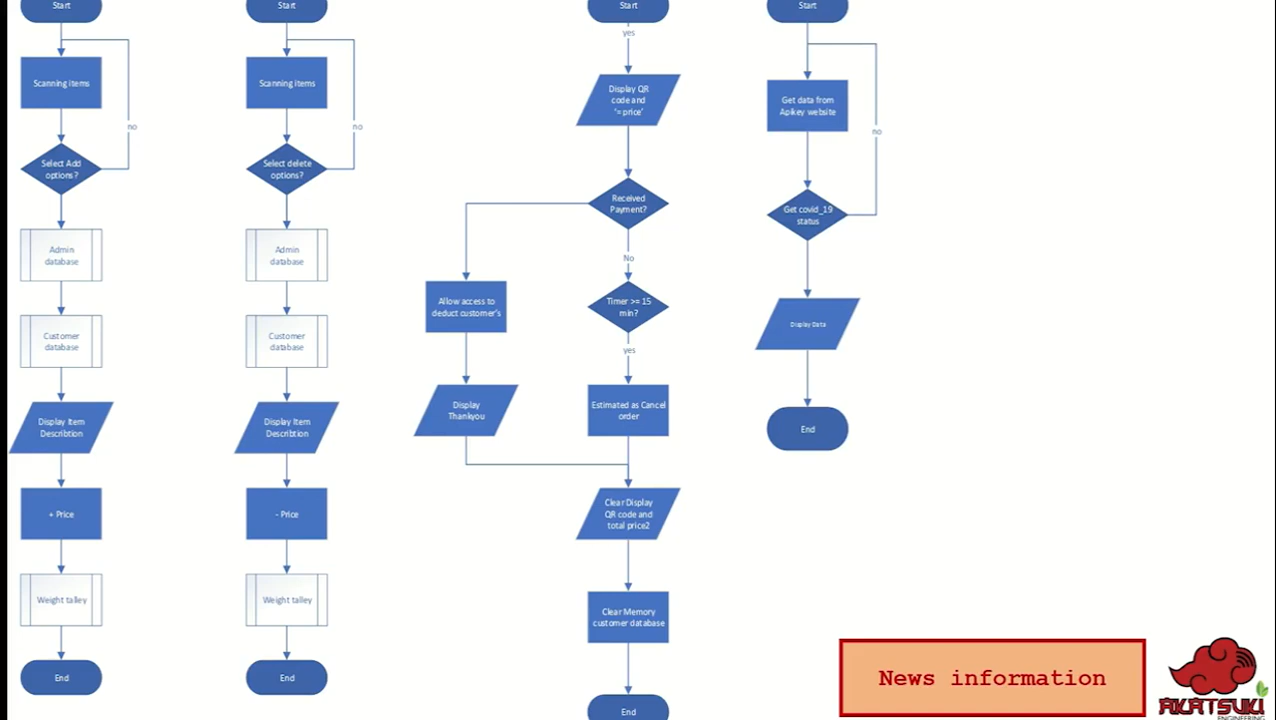 Start
Scanning items
no
Select Add
options?
Admin
database
Customer
database
Display Item
Describtion
+ Price
Weight talley
End
Start
Scanning items
no
Select delete
options?
Admin
database
Customer
database
Display Item
Describtion
- Price
Weight talley
End
Start
yes
Display QR
code and
'= price'
Received
Payment?
No
Allow access to
deduct customer's
Timer >= 15
min?
yes
Display
Thankyou
Estimated as Cancel
order
Clear Display
QR code and
total price2
Clear Memory
customer database
End
Start
Get data from
Apikey website
no
Get covid_19
status
Display Data
End
News information
AKATSUKI
ENGINEERING